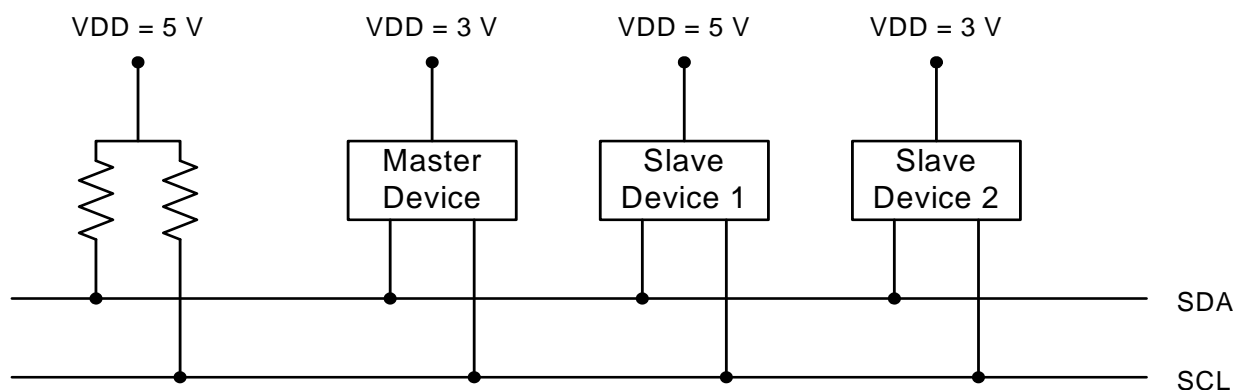 VDD = 5 V
VDD = 3 V
VDD = 5 V
VDD = 3 V
Master
Device
Slave
Device 1
Slave
Device 2
SDA
SCL